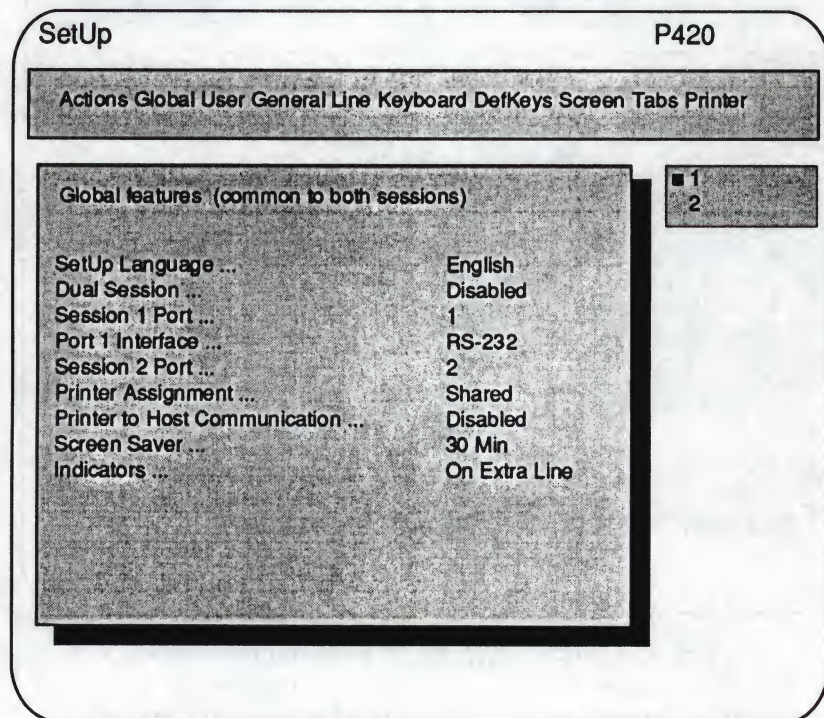 SetUp P420
Actions Global User General Line Keyboard DefKeys Screen Tabs Printer
Global features (common to both sessions)
■ 1
2
SetUp Language ... English
Dual Session ... Disabled
Session 1 Port ... 1
Port 1 Interface ... RS-232
Session 2 Port ... 2
Printer Assignment ... Shared
Printer to Host Communication ... Disabled
Screen Saver ... 30 Min
Indicators ... On Extra Line